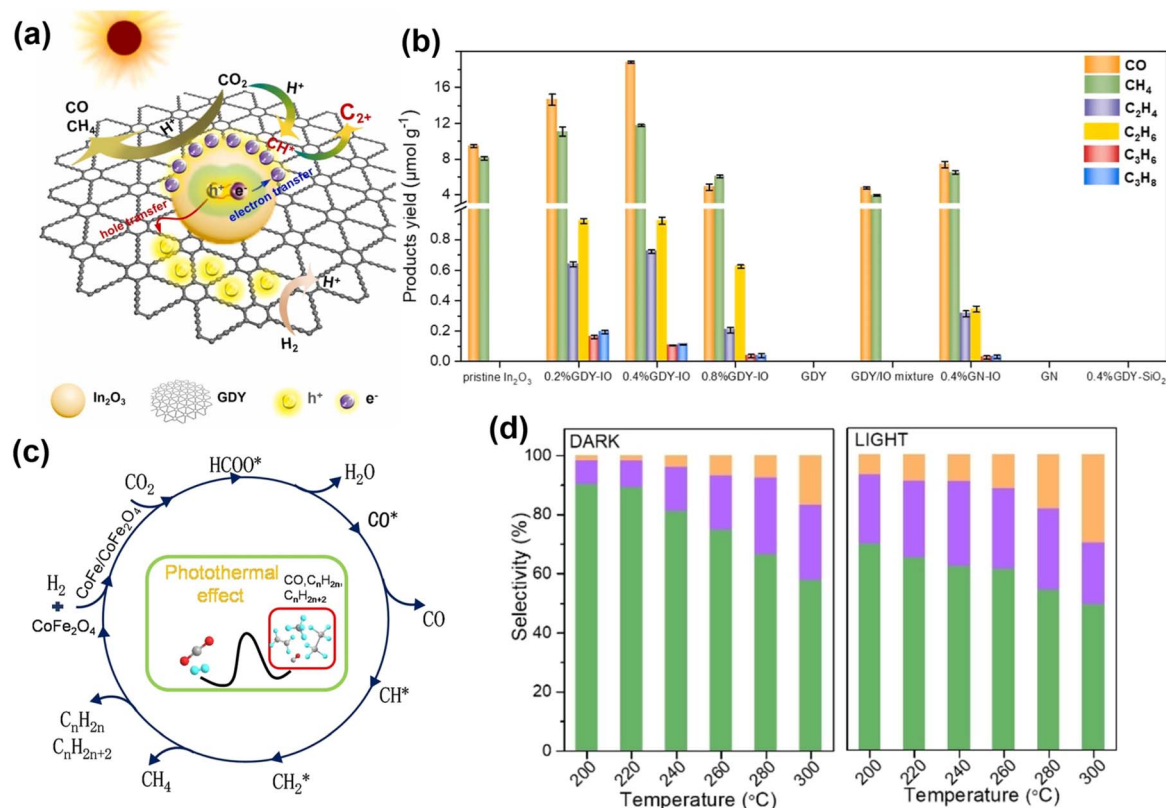 (a)
CO₂
H⁺
CO
CH₄
H⁺
C₂₊
CH*
h⁺ e⁻
electron transfer
hole transfer
H⁺
H₂
In₂O₃
GDY
h⁺
e⁻
(b)
Products yield (μmol g⁻¹)
20
16
12
8
4
0.8
0.6
0.4
0.2
0.0
pristine In₂O₃
0.2%GDY-IO
0.4%GDY-IO
0.8%GDY-IO
GDY
GDY/IO mixture
0.4%GN-IO
GN
0.4%GDY-SiO₂
CO
CH₄
C₂H₄
C₂H₆
C₃H₆
C₃H₈
(c)
HCOO*
CO₂
H₂O
CoFe/CoFe₂O₄
CO*
H₂
+
CoFe₂O₄
CO
CH*
CH₂*
CH₄
CₙH₂ₙ
CₙH₂ₙ₊₂
Photothermal
effect
CO,CₙH₂ₙ,
CₙH₂ₙ₊₂
(d)
DARK
LIGHT
Selectivity (%)
100
80
60
40
20
0
200
220
240
260
280
300
Temperature (°C)
200
220
240
260
280
300
Temperature (°C)